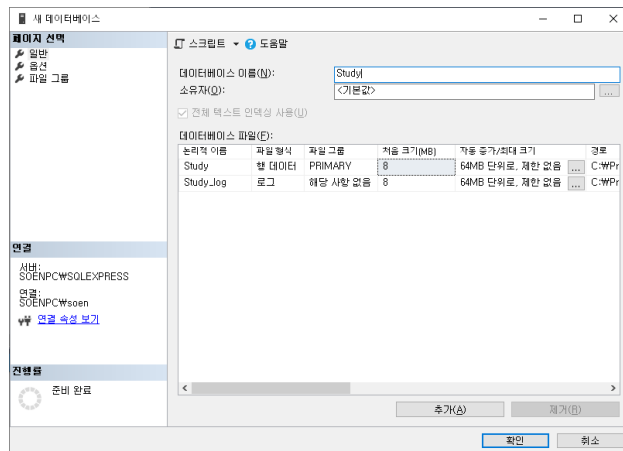 새 데이터베이스
페이지 선택
일반
옵션
파일 그룹
스크립트 도움말
데이터베이스 이름(N): Study
소유자(O): <기본값> ...
전체 텍스트 인덱싱 사용(U)
데이터베이스 파일(F):
논리적 이름 파일 형식 파일 그룹 처음 크기(MB) 자동 증가/최대 크기 경로
Study 행 데이터 PRIMARY 8 64MB 단위로, 제한 없음 ... C:₩Pr
Study_log 로그 해당 사항 없음 8 64MB 단위로, 제한 없음 ... C:₩Pr
연결
서버:
SOENPC₩SQLEXPRESS
연결:
SOENPC₩soen
연결 속성 보기
진행률
준비 완료
추가(A) 제거(R)
확인 취소